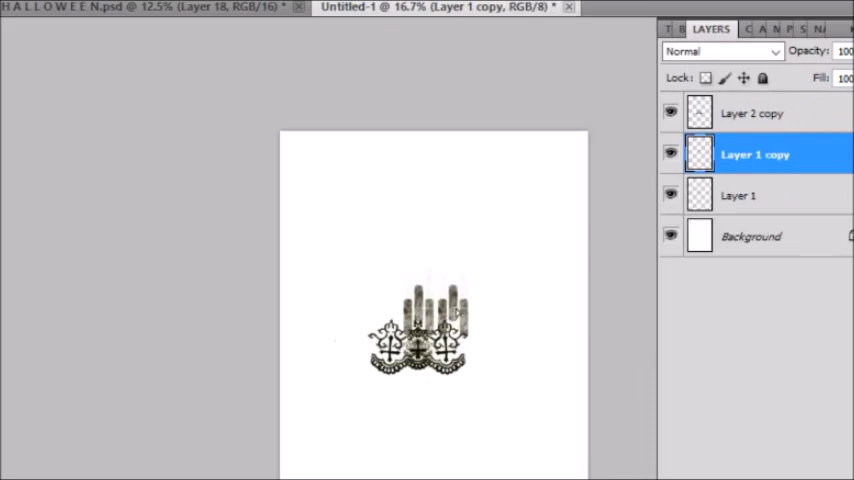 H A L L O W E E N.psd @ 12.5% (Layer 18, RGB/16) * Untitled-1 @ 16.7% (Layer 1 copy, RGB/8) *
T B LAYERS C A N P S N
Normal Opacity: 100
Lock: Fill: 100
Layer 2 copy
Layer 1 copy
Layer 1
Background